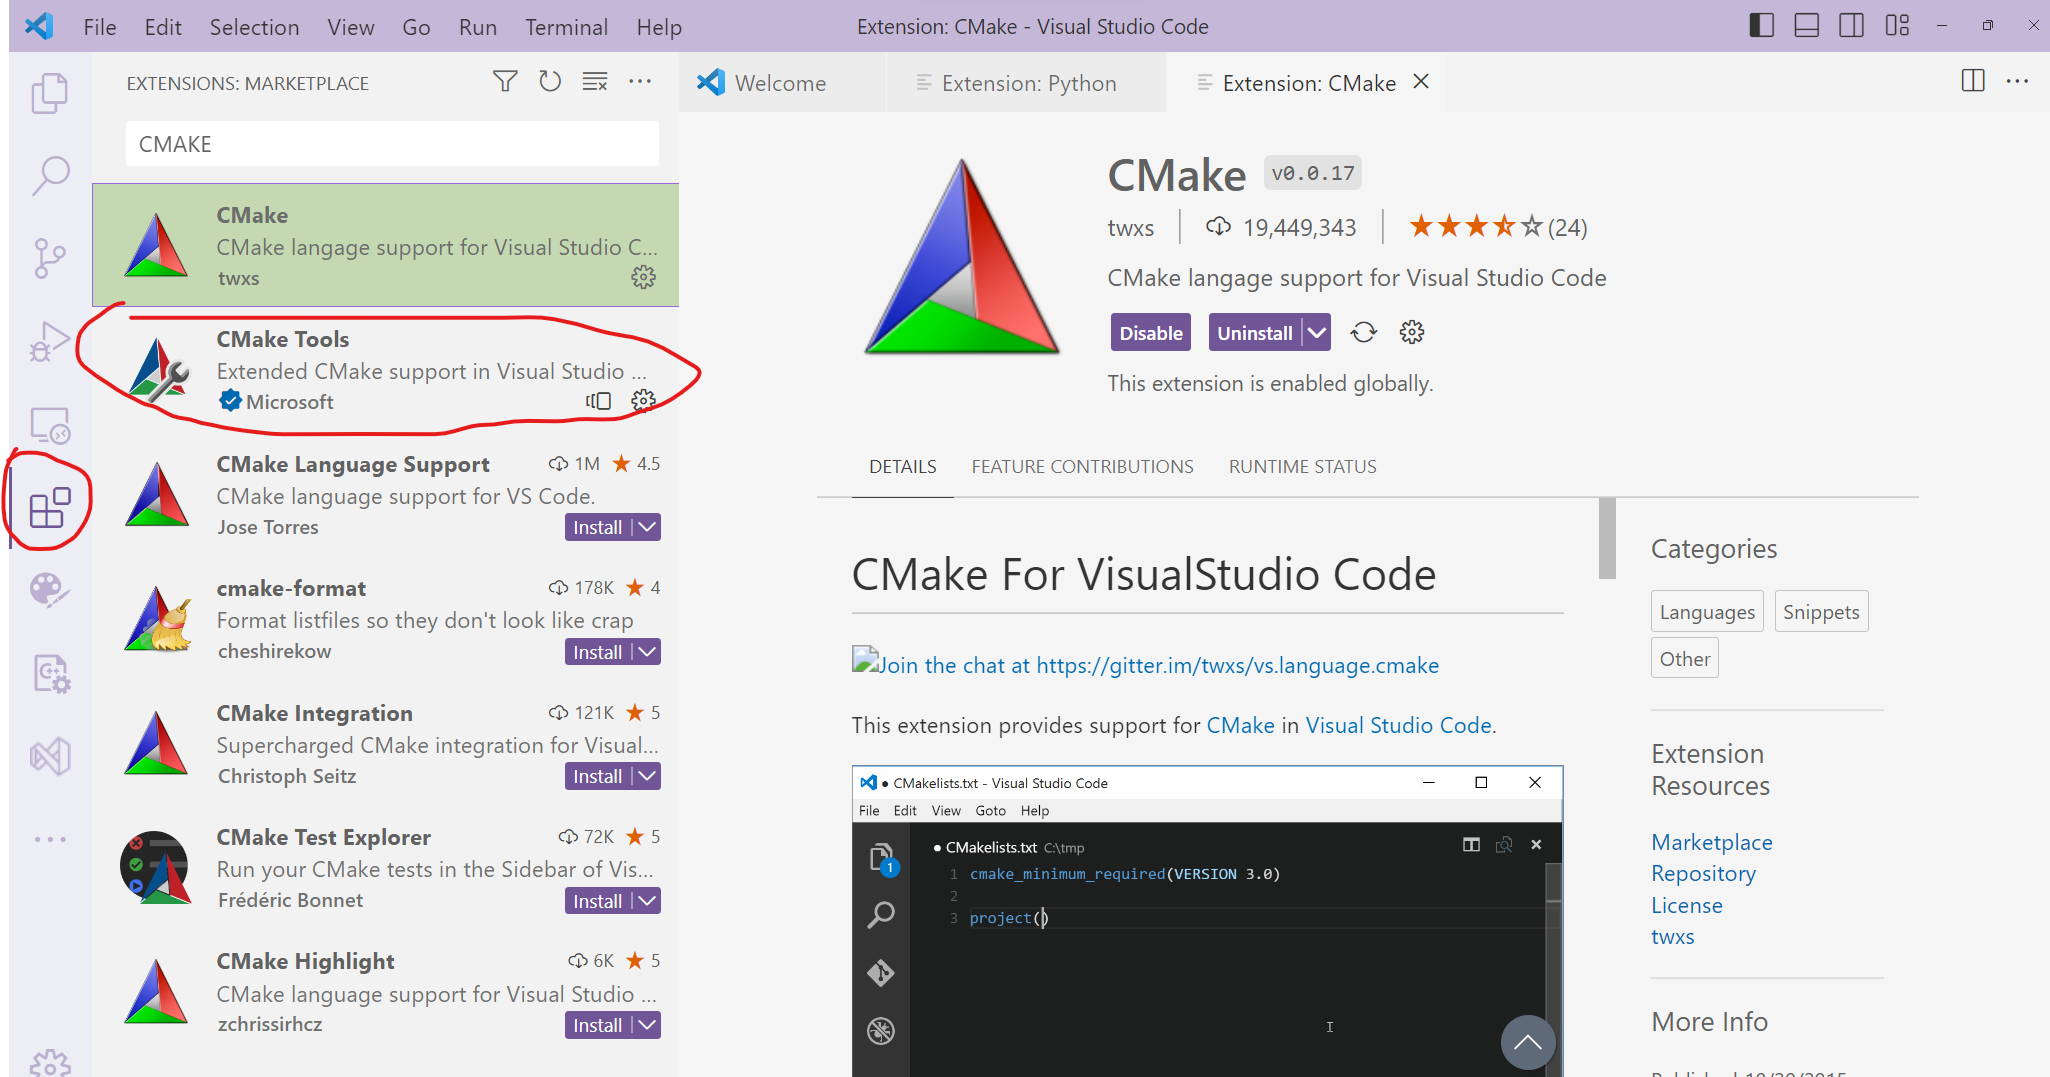 File Edit Selection View Go Run Terminal Help
Extension: CMake - Visual Studio Code
EXTENSIONS: MARKETPLACE
CMAKE
CMake
CMake langage support for Visual Studio C...
twxs
CMake Tools
Extended CMake support in Visual Studio ...
Microsoft
CMake Language Support 1M 4.5
CMake language support for VS Code.
Jose Torres Install
cmake-format 178K 4
Format listfiles so they don't look like crap
cheshirekow Install
CMake Integration 121K 5
Supercharged CMake integration for Visual...
Christoph Seitz Install
CMake Test Explorer 72K 5
Run your CMake tests in the Sidebar of Vis...
Frédéric Bonnet Install
CMake Highlight 6K 5
CMake language support for Visual Studio ...
zchrissirhcz Install
Welcome Extension: Python Extension: CMake
CMake v0.0.17
twxs 19,449,343 (24)
CMake langage support for Visual Studio Code
Disable Uninstall
This extension is enabled globally.
DETAILS FEATURE CONTRIBUTIONS RUNTIME STATUS
CMake For VisualStudio Code
Join the chat at https://gitter.im/twxs/vs.language.cmake
This extension provides support for CMake in Visual Studio Code.
● CMakelists.txt - Visual Studio Code
File Edit View Goto Help
1
● CMakelists.txt C:\tmp
1 cmake_minimum_required(VERSION 3.0)
2
3 project()
Categories
Languages Snippets
Other
Extension
Resources
Marketplace
Repository
License
twxs
More Info